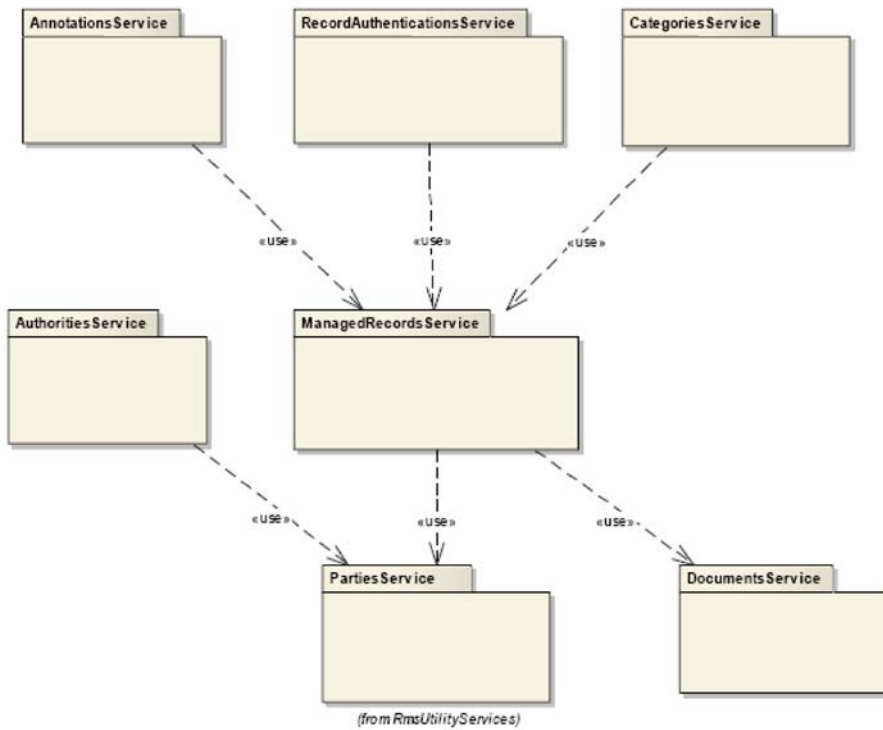 AnnotationsService
RecordAuthenticationsService
CategoriesService
«use»
«use»
«use»
AuthoritiesService
ManagedRecordsService
«use»
«use»
«use»
PartiesService
DocumentsService
(from RmsUtilityServices)